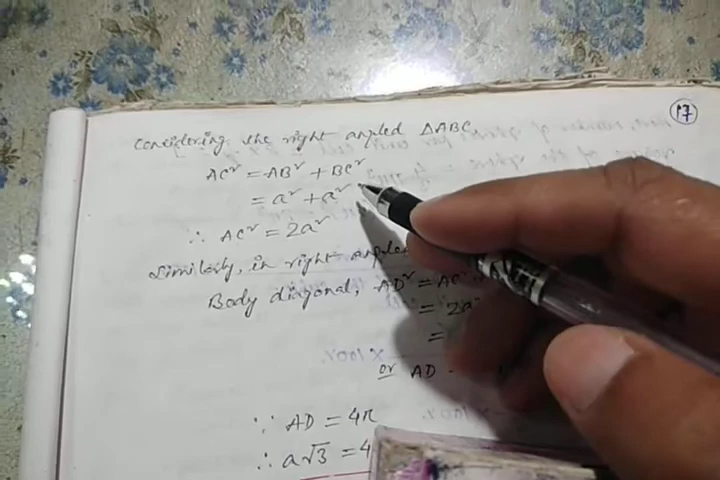 17
Considering the right angled ΔABC,
AC² = AB² + BC²
= a² + a²
∴ AC² = 2a²
Similarly, in right angled
Body diagonal, AD² = AC²
= 2a²
=
or AD
∵ AD = 4r
∴ a√3 = 4